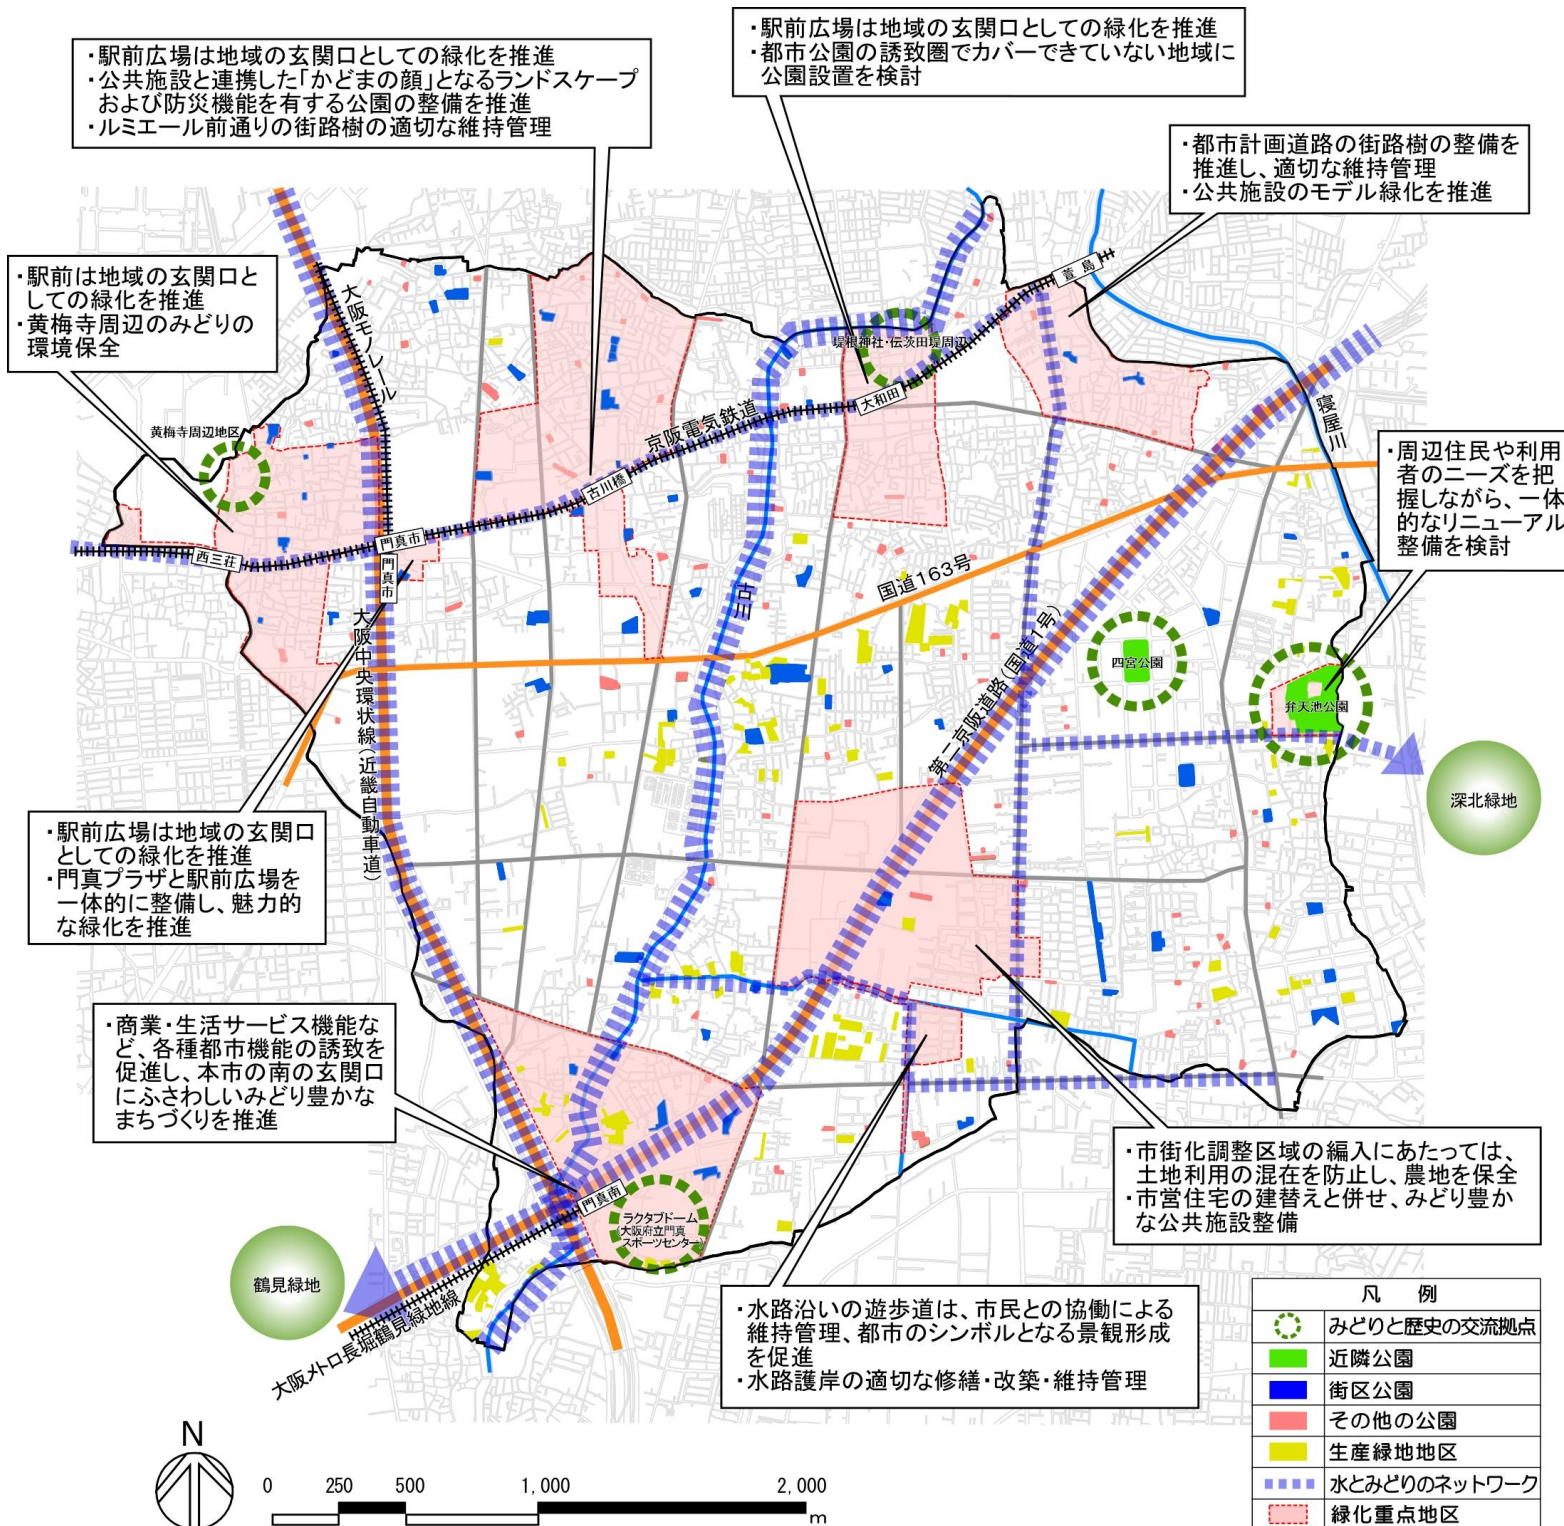 ・駅前広場は地域の玄関口としての緑化を推進
・公共施設と連携した「かどまの顔」となるランドスケープ
および防災機能を有する公園の整備を推進
・ルミエール前通りの街路樹の適切な維持管理
・駅前広場は地域の玄関口としての緑化を推進
・都市公園の誘致圏でカバーできていない地域に
公園設置を検討
・都市計画道路の街路樹の整備を
推進し、適切な維持管理
・公共施設のモデル緑化を推進
・駅前は地域の玄関口と
しての緑化を推進
・黄梅寺周辺のみどりの
環境保全
大阪モノレール
萱島
堤根神社・伝茨田堤周辺
大和田
京阪電気鉄道
古川橋
寝屋川
黄梅寺周辺地区
・周辺住民や利用
者のニーズを把
握しながら、一体
的なリニューアル
整備を検討
西三荘
門真市
門真市
古川
国道163号
大阪中央環状線(近畿自動車道)
第二京阪道路(国道1号)
四宮公園
弁天池公園
深北緑地
・駅前広場は地域の玄関口
としての緑化を推進
・門真プラザと駅前広場を
一体的に整備し、魅力的
な緑化を推進
・商業・生活サービス機能な
ど、各種都市機能の誘致を
促進し、本市の南の玄関口
にふさわしいみどり豊かな
まちづくりを推進
・市街化調整区域の編入にあたっては、
土地利用の混在を防止し、農地を保全
・市営住宅の建替えと併せ、みどり豊か
な公共施設整備
門真南
ラクタブドーム
(大阪府立門真
スポーツセンター)
鶴見緑地
大阪メトロ長堀鶴見緑地線
・水路沿いの遊歩道は、市民との協働による
維持管理、都市のシンボルとなる景観形成
を促進
・水路護岸の適切な修繕・改築・維持管理
凡 例
みどりと歴史の交流拠点
近隣公園
街区公園
その他の公園
生産緑地地区
水とみどりのネットワーク
緑化重点地区
N
0 250 500 1,000 2,000
m